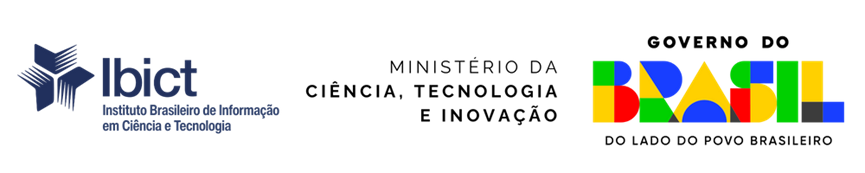 Ibict
Instituto Brasileiro de Informação
em Ciência e Tecnologia
MINISTÉRIO DA
CIÊNCIA, TECNOLOGIA
E INOVAÇÃO
GOVERNO DO
BRASIL
DO LADO DO POVO BRASILEIRO